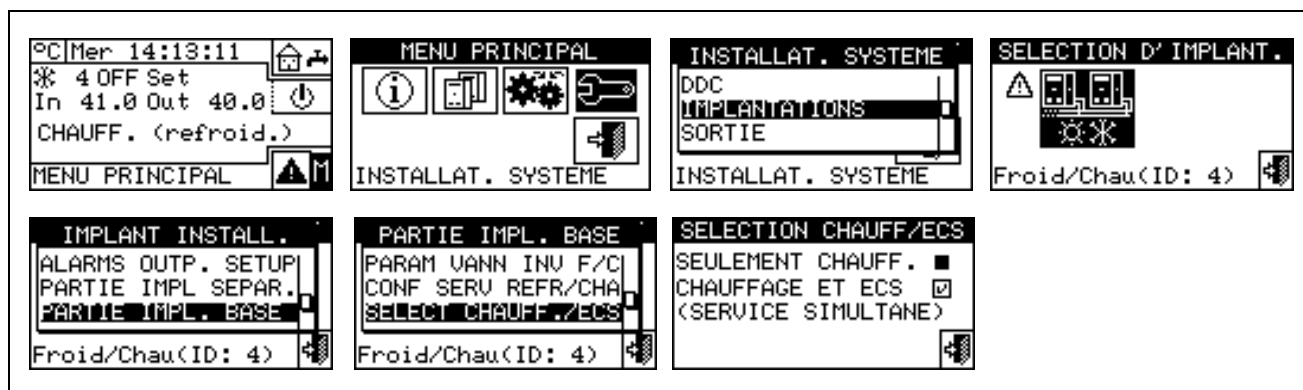 °C Mer 14:13:11
4 OFF Set
In 41.0 Out 40.0
CHAUFF. (refroid.)
MENU PRINCIPAL M
MENU PRINCIPAL
i
INSTALLAT. SYSTEME
INSTALLAT. SYSTEME
DDC
IMPLANTATIONS
SORTIE
INSTALLAT. SYSTEME
SELECTION D'IMPLANT.
Froid/Chau(ID: 4)
IMPLANT INSTALL.
ALARMS OUTP. SETUP
PARTIE IMPL SEPAR.
PARTIE IMPL. BASE
Froid/Chau(ID: 4)
PARTIE IMPL. BASE
PARAM VANN INV F/C
CONF SERV REFR/CHA
SELECT CHAUFF./ECS
Froid/Chau(ID: 4)
SELECTION CHAUFF/ECS
SEULEMENT CHAUFF.
CHAUFFAGE ET ECS
(SERVICE SIMULTANE)